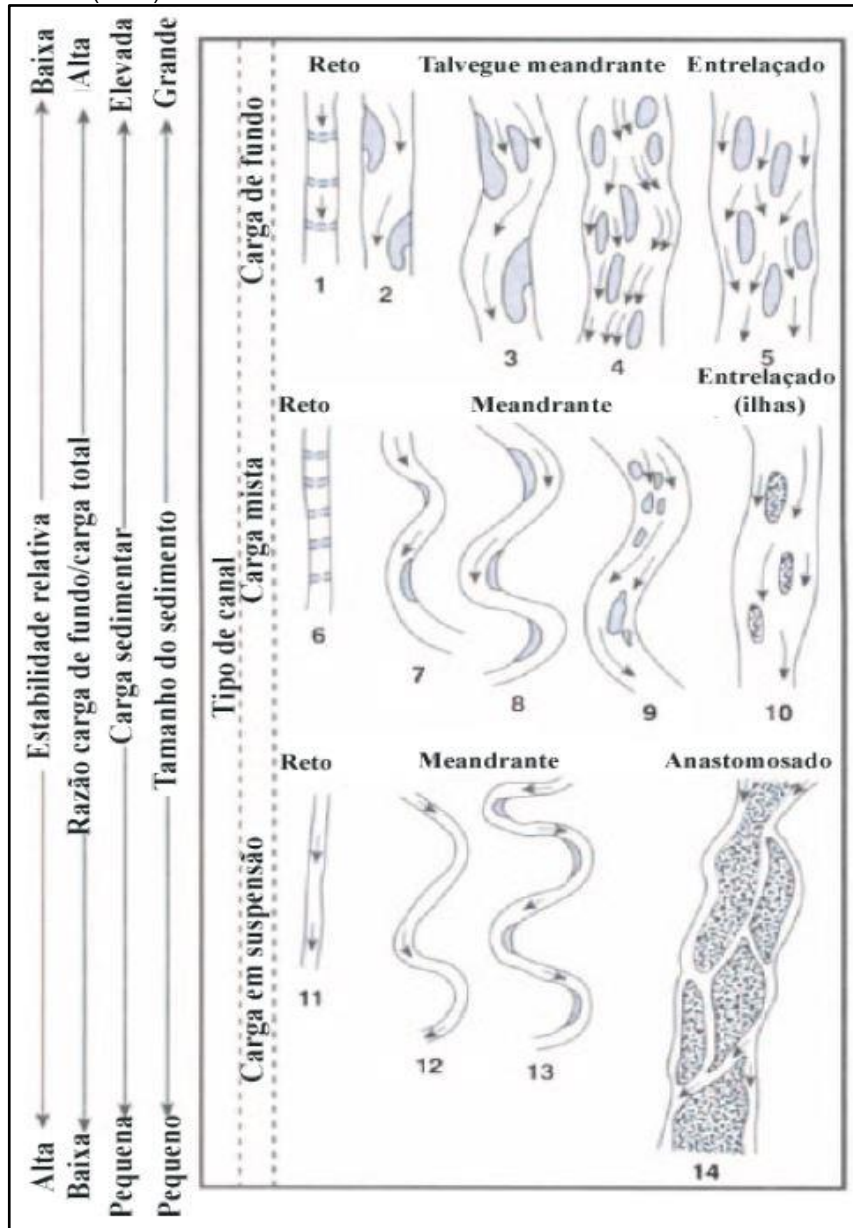 Baixa
Alta
Elevada
Grande
Estabilidade relativa
Razão carga de fundo/carga total
Carga sedimentar
Tamanho do sedimento
Alta
Baixa
Pequena
Pequeno
Tipo de canal
Carga de fundo
Reto
Talvegue meandrante
Entrelaçado
1
2
3
4
5
Carga mista
Reto
Meandrante
Entrelaçado
(ilhas)
6
7
8
9
10
Carga em suspensão
Reto
Meandrante
Anastomosado
11
12
13
14